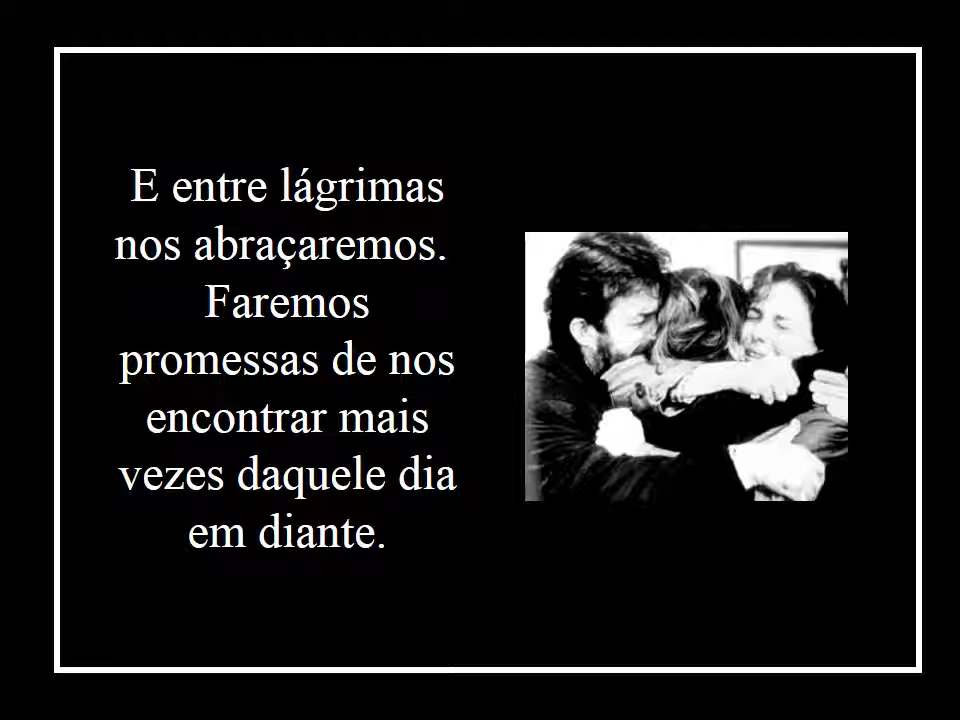 E entre lágrimas
nos abraçaremos.
Faremos
promessas de nos
encontrar mais
vezes daquele dia
em diante.